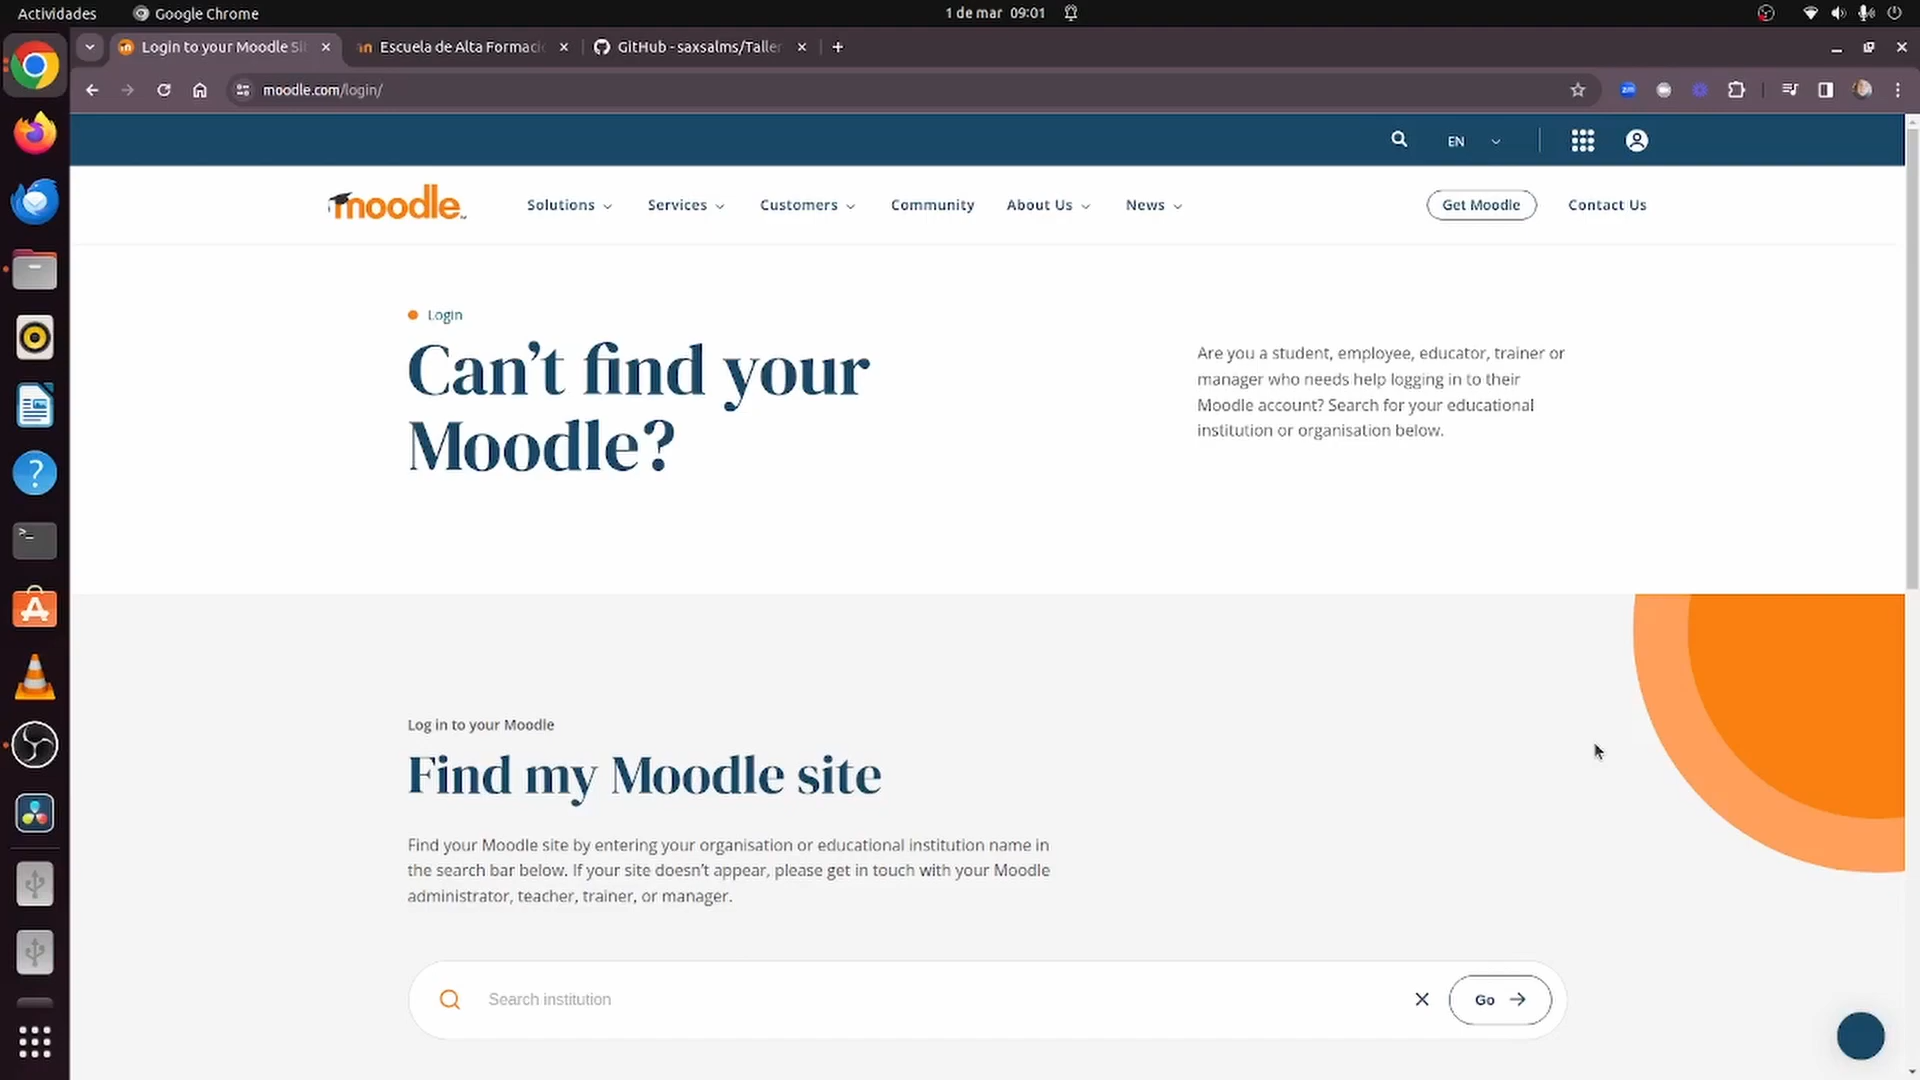 Actividades
Google Chrome
1 de mar 09:01
Login to your Moodle Si
Escuela de Alta Formaci
GitHub - saxsalms/Taller
moodle.com/login/
EN
moodle
Solutions
Services
Customers
Community
About Us
News
Get Moodle
Contact Us
Login
Can't find your
Moodle?
Are you a student, employee, educator, trainer or
manager who needs help logging in to their
Moodle account? Search for your educational
institution or organisation below.
Log in to your Moodle
Find my Moodle site
Find your Moodle site by entering your organisation or educational institution name in
the search bar below. If your site doesn't appear, please get in touch with your Moodle
administrator, teacher, trainer, or manager.
Search institution
Go